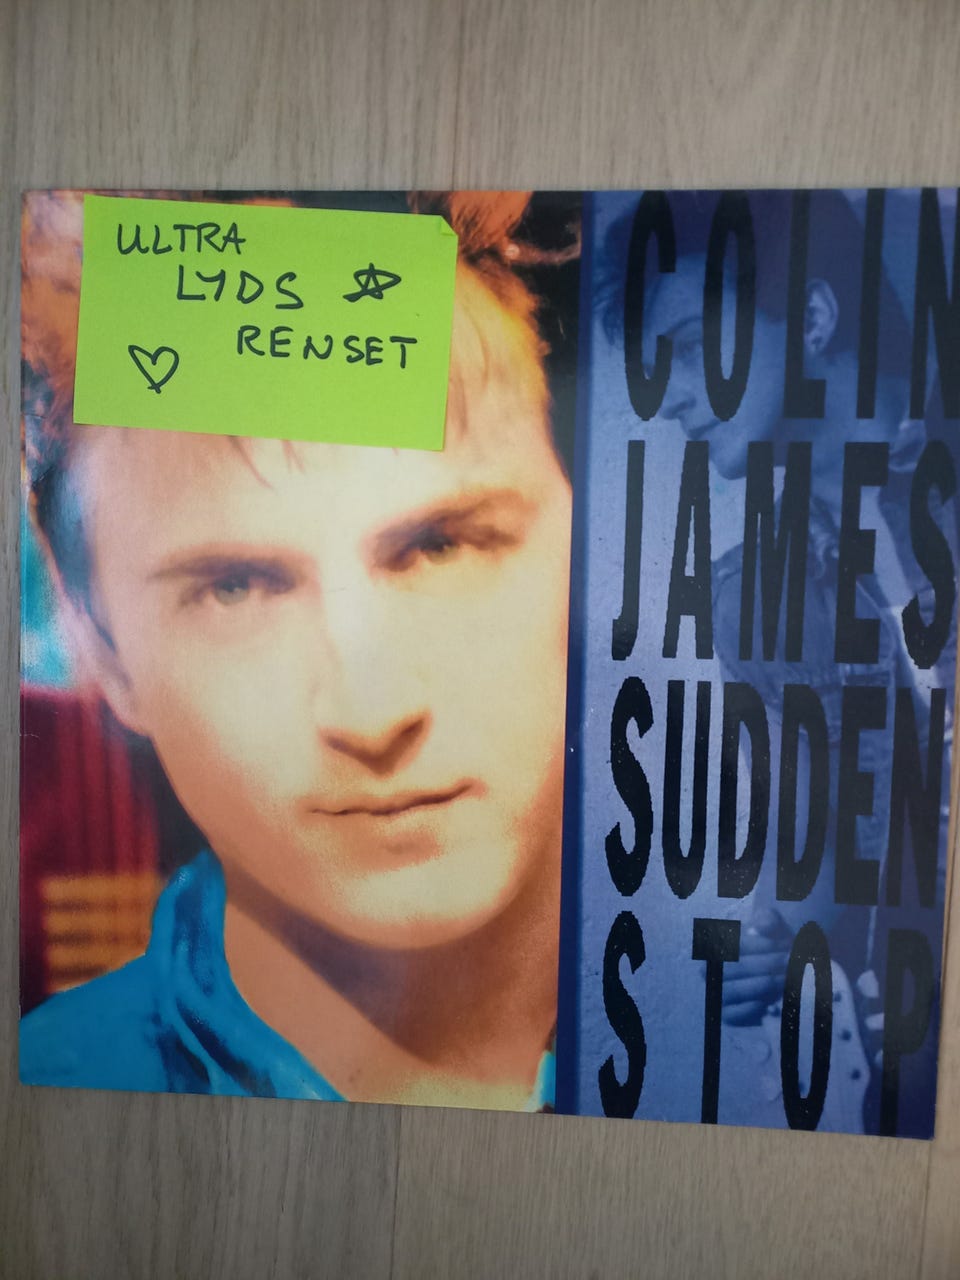 ULTRA
LYDS
RENSET
COLIN
JAMES
SUDDEN
STOP